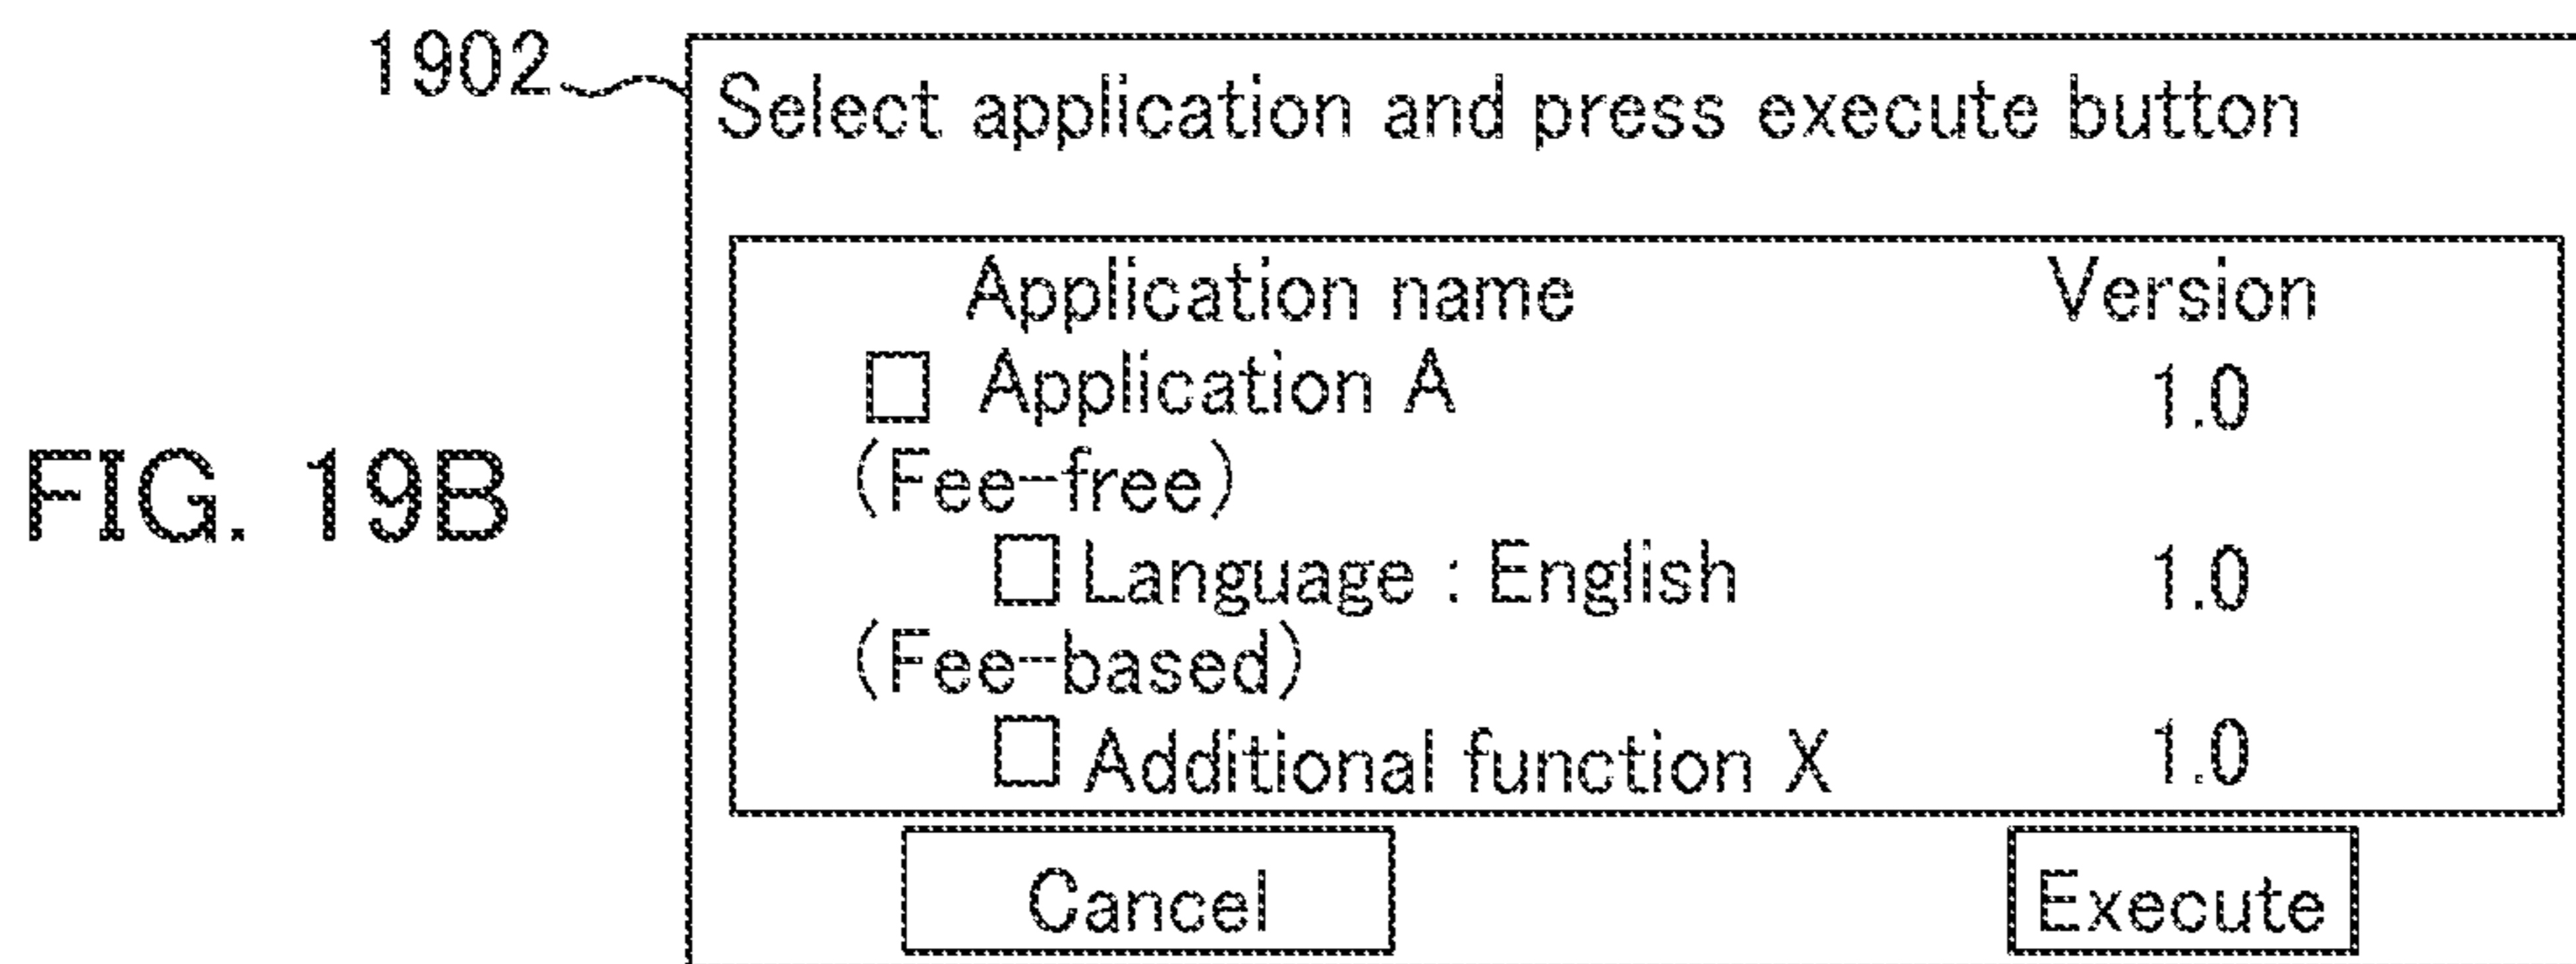 1902
Select application and press execute button
Application name Version
Application A 1.0
(Fee-free)
FIG. 19B
Language : English 1.0
(Fee-based)
Additional function X 1.0
Cancel Execute